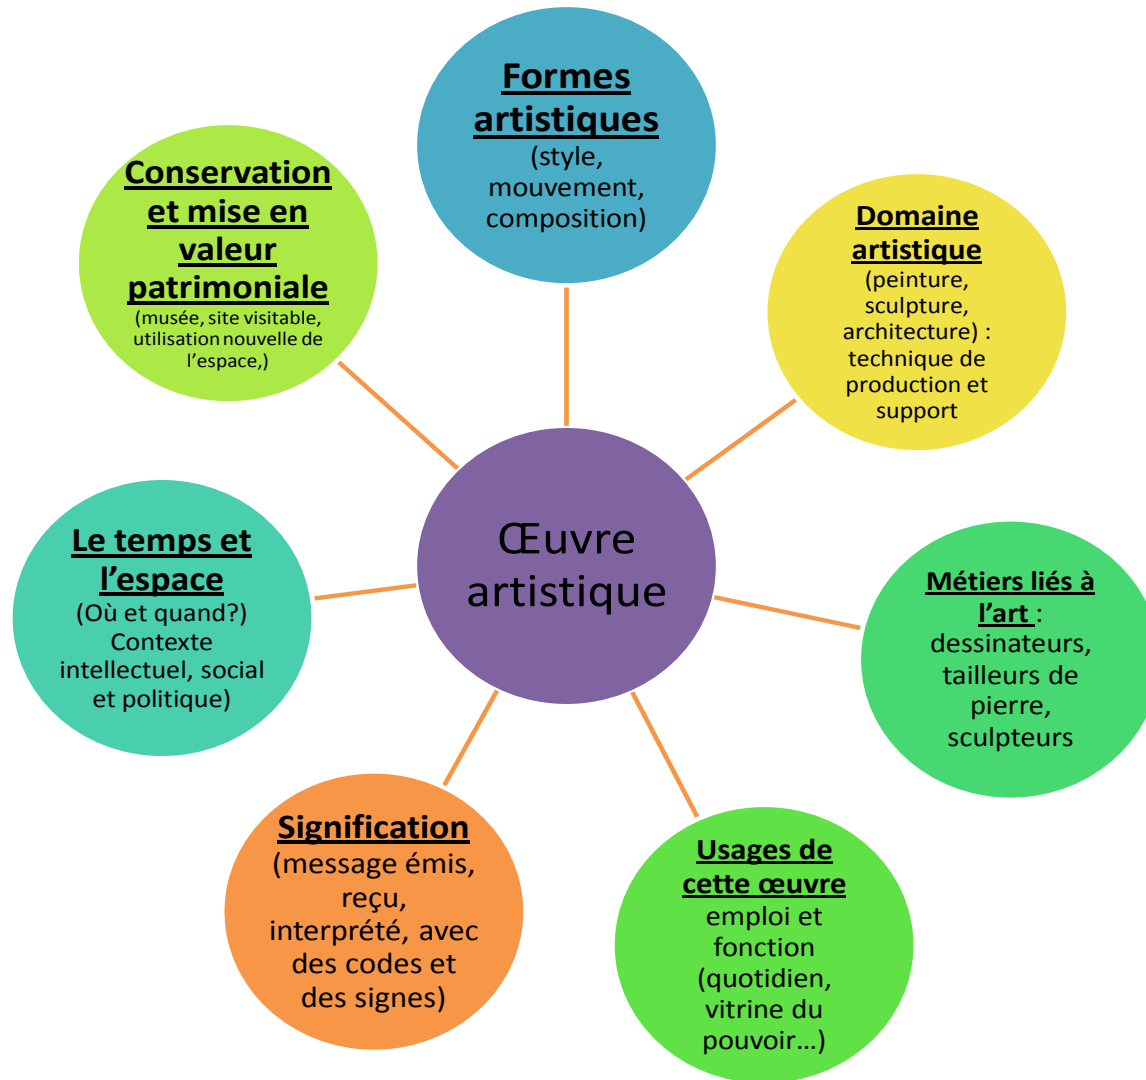 Formes
artistiques
(style,
mouvement,
composition)
Domaine
artistique
(peinture,
sculpture,
architecture) :
technique de
production et
support
Métiers liés à
l'art :
dessinateurs,
tailleurs de
pierre,
sculpteurs
Usages de
cette œuvre
emploi et
fonction
(quotidien,
vitrine du
pouvoir…)
Signification
(message émis,
reçu,
interprété, avec
des codes et
des signes)
Le temps et
l'espace
(Où et quand?)
Contexte
intellectuel, social
et politique)
Conservation
et mise en
valeur
patrimoniale
(musée, site visitable,
utilisation nouvelle de
l'espace,)
Œuvre
artistique